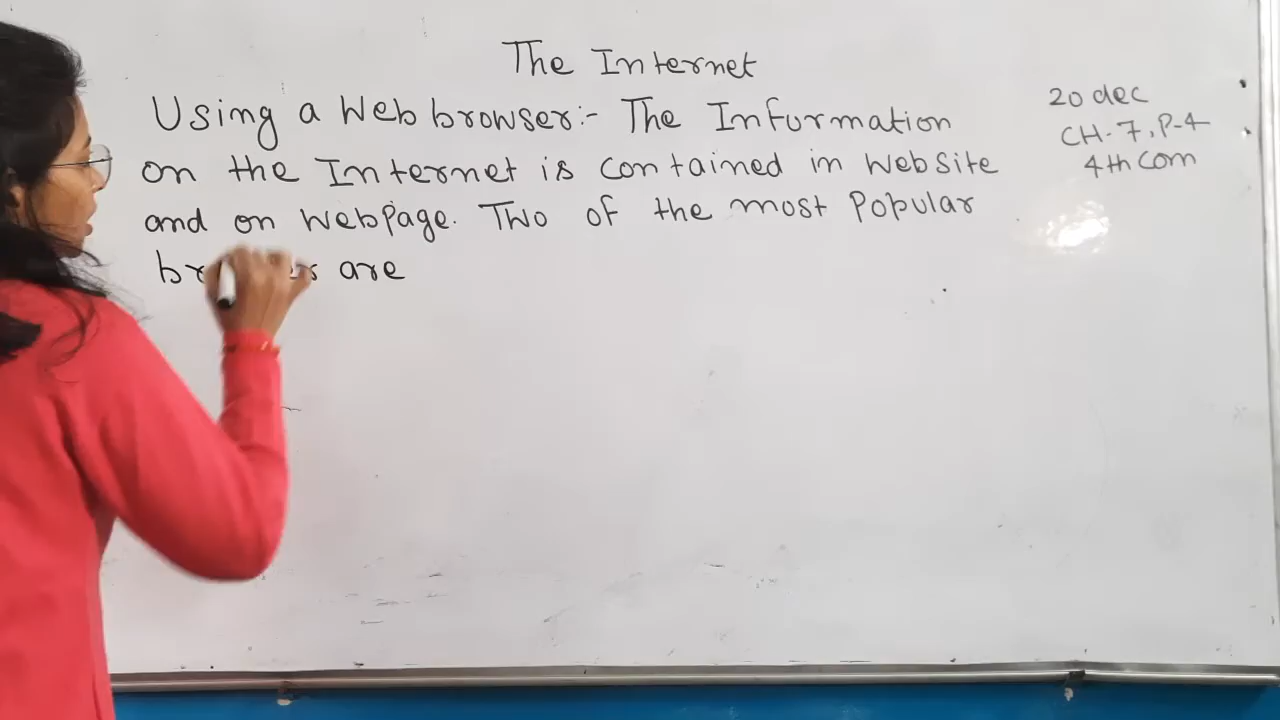 The Internet
Using a Web browser:- The Information
on the Internet is contained in website
and on webpage. Two of the most Popular
are
20 dec
CH-7, P-4
4th Com